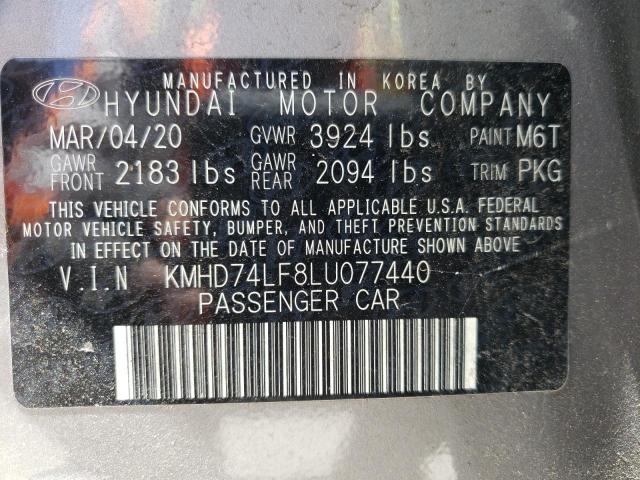 MANUFACTURED IN KOREA BY
HYUNDAI MOTOR COMPANY
MAR/04/20 GVWR 3924 lbs PAINT M6T
GAWR FRONT 2183 lbs GAWR REAR 2094 lbs TRIM PKG
THIS VEHICLE CONFORMS TO ALL APPLICABLE U.S.A. FEDERAL
MOTOR VEHICLE SAFETY, BUMPER, AND THEFT PREVENTION STANDARDS
IN EFFECT ON THE DATE OF MANUFACTURE SHOWN ABOVE
V.I.N KMHD74LF8LU077440
PASSENGER CAR